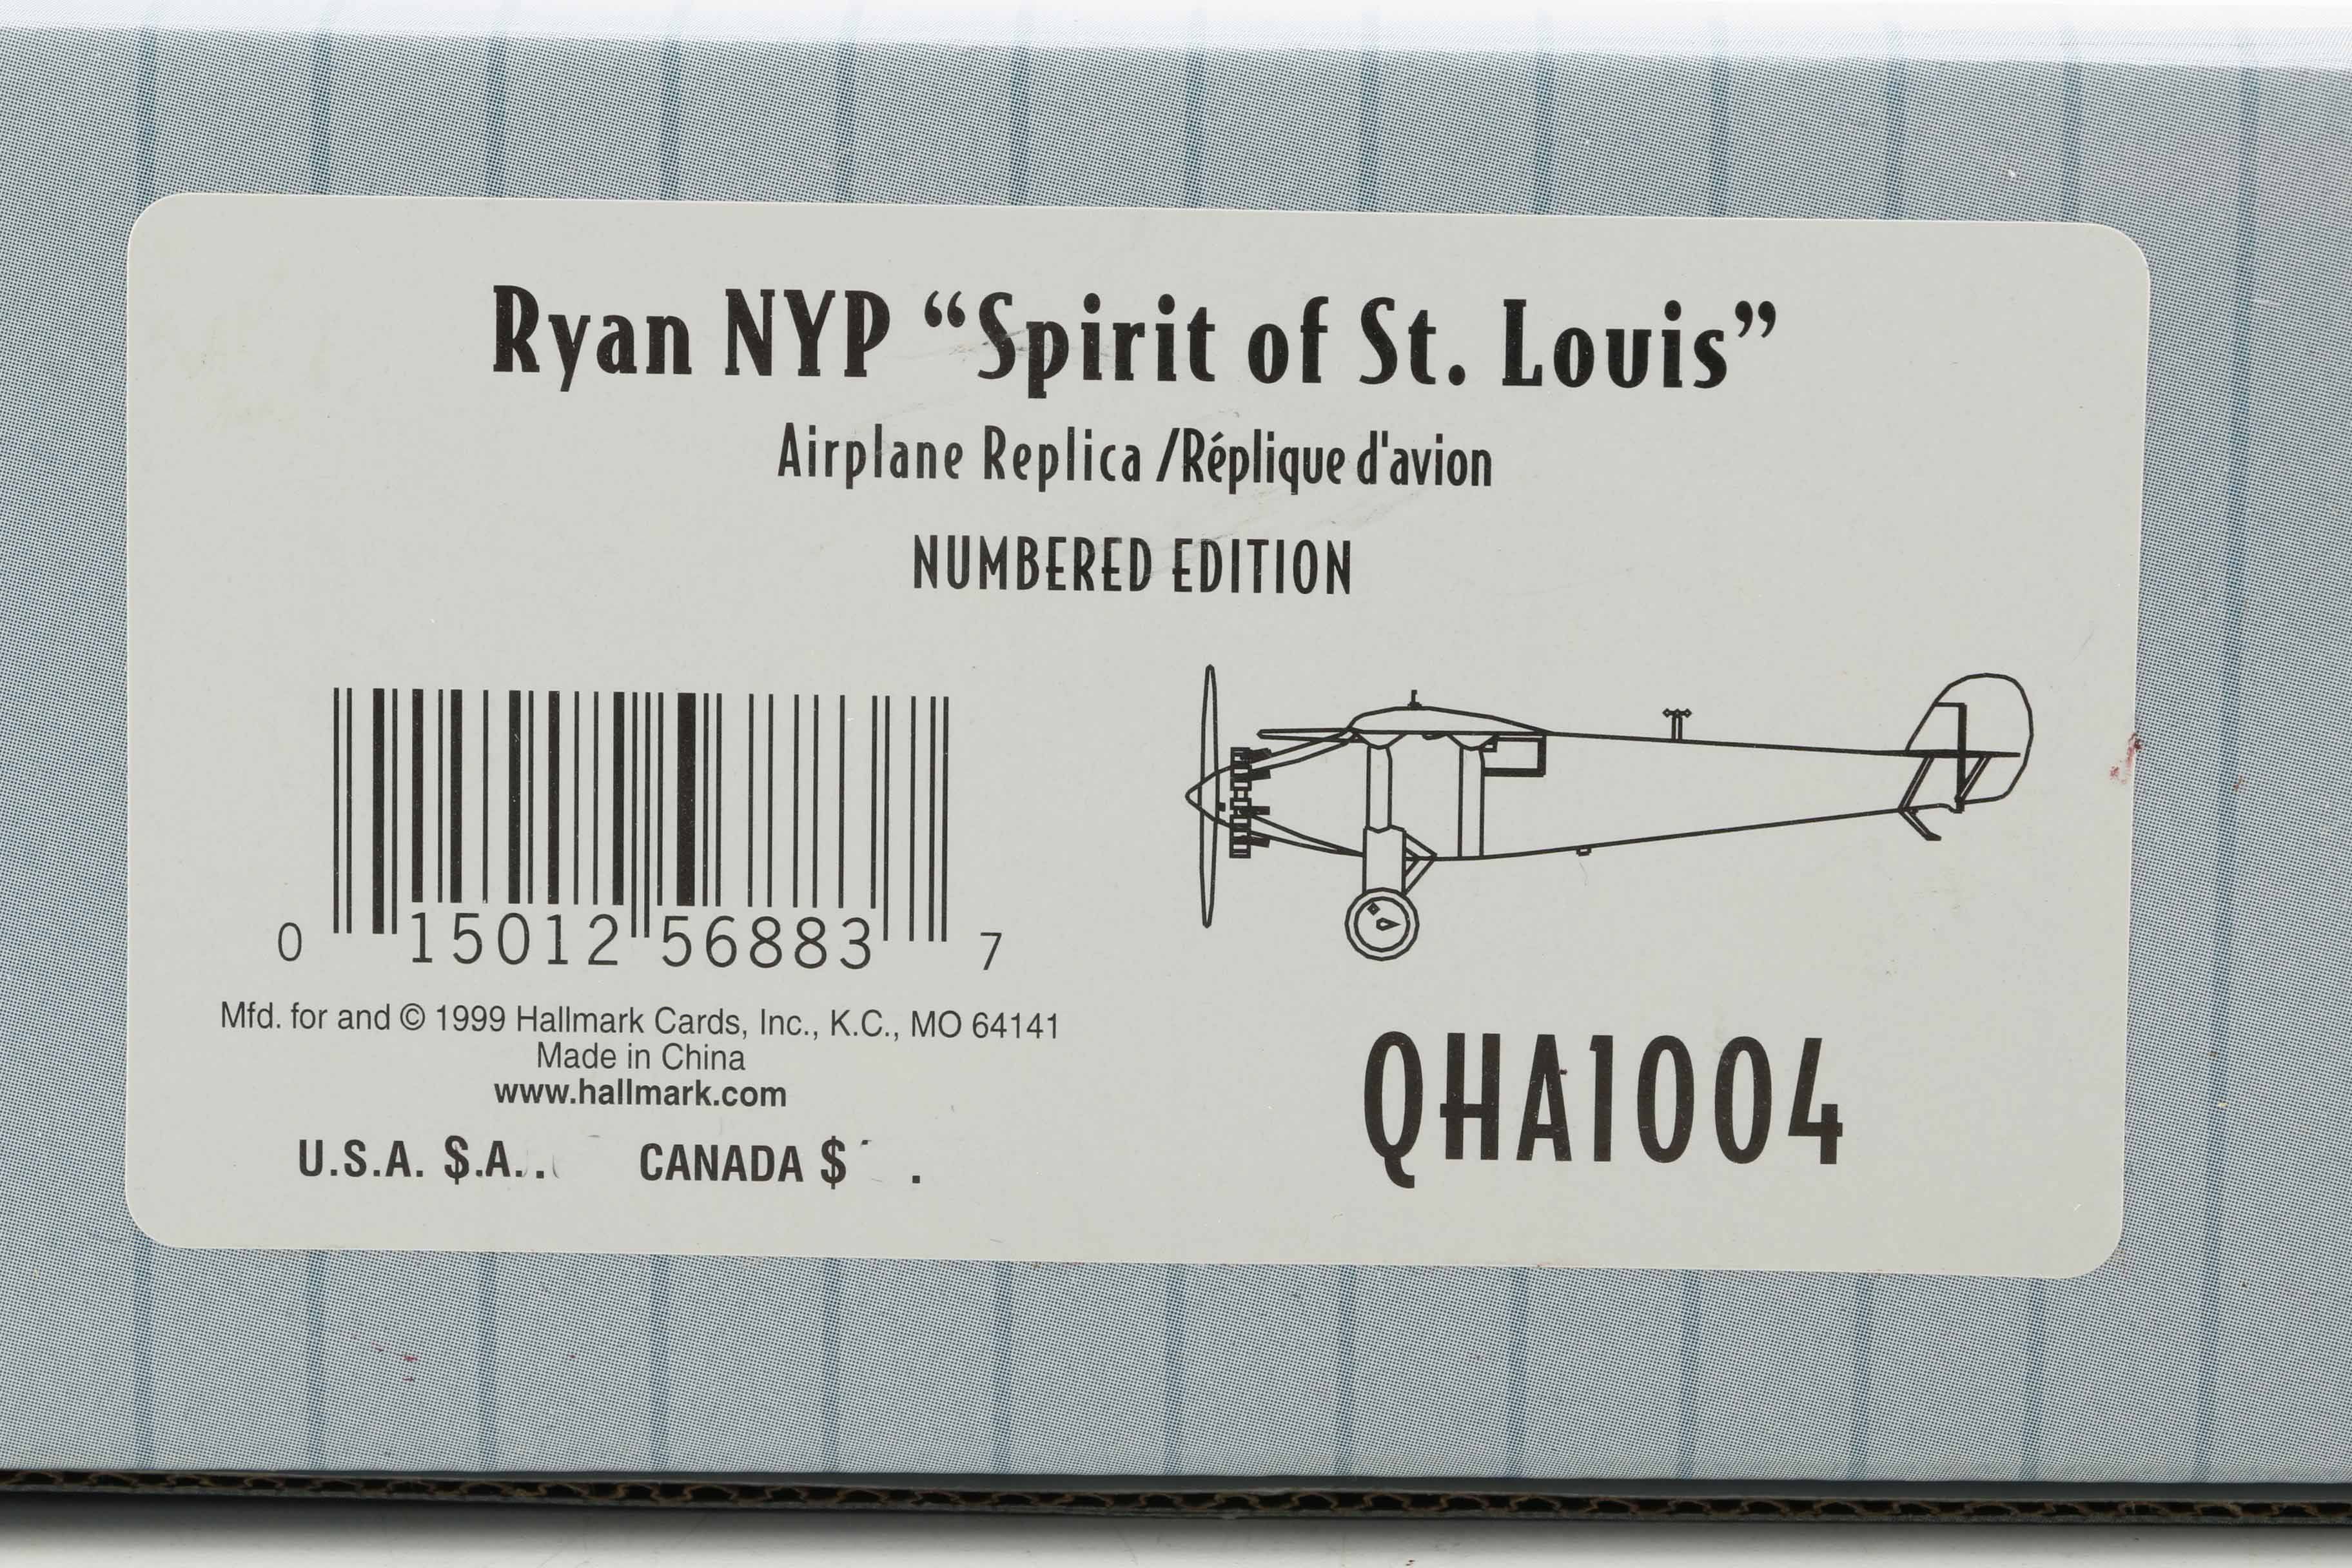 Ryan NYP “Spirit of St. Louis”
Airplane Replica /Réplique d'avion
NUMBERED EDITION
0 15012 56883 7
Mfd. for and © 1999 Hallmark Cards, Inc., K.C., MO 64141
Made in China
www.hallmark.com
U.S.A. $ CANADA $
QHA1004